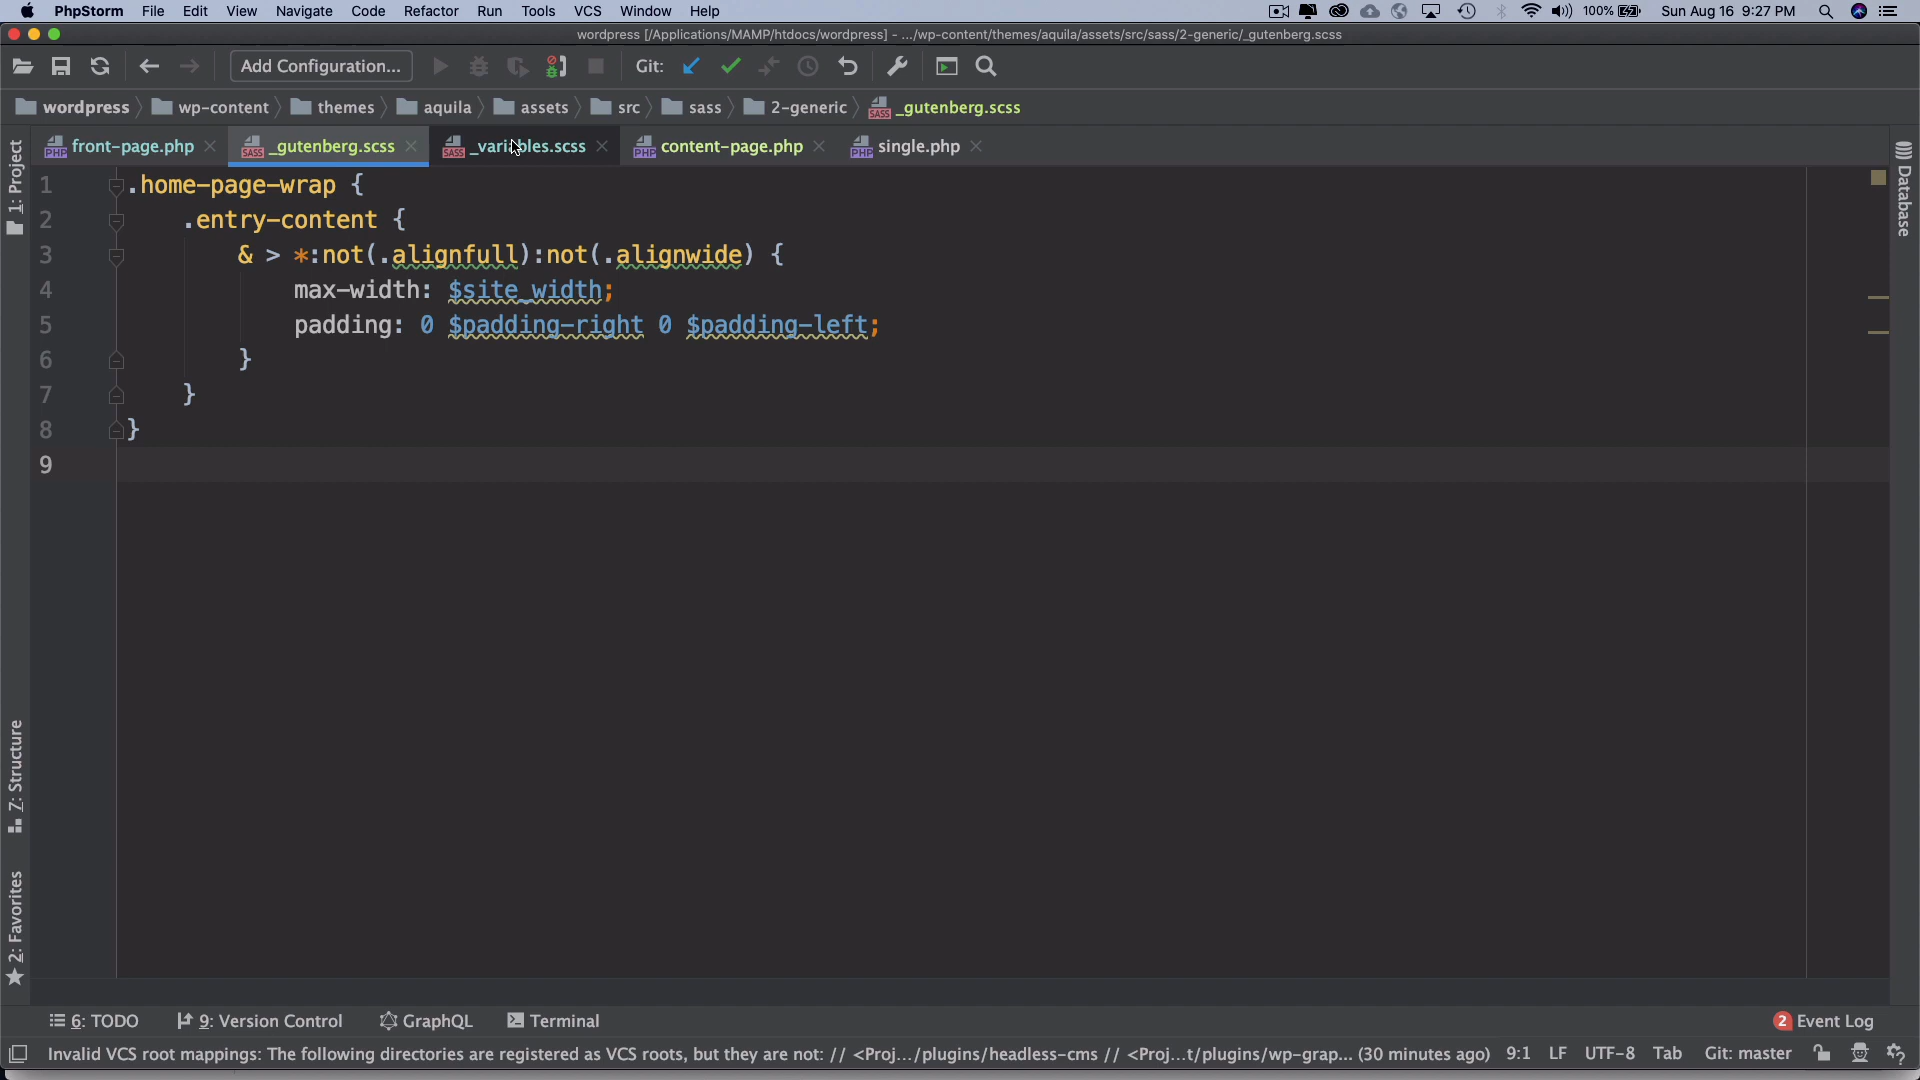 PhpStorm File Edit View Navigate Code Refactor Run Tools VCS Window Help 100% Sun Aug 16 9:27 PM
wordpress [/Applications/MAMP/htdocs/wordpress] - .../wp-content/themes/aquila/assets/src/sass/2-generic/_gutenberg.scss
Add Configuration... Git:
wordpress wp-content themes aquila assets src sass 2-generic _gutenberg.scss
front-page.php _gutenberg.scss _variables.scss content-page.php single.php
1 .home-page-wrap {
2 .entry-content {
3 & > *:not(.alignfull):not(.alignwide) {
4 max-width: $site_width;
5 padding: 0 $padding-right 0 $padding-left;
6 }
7 }
8 }
9
1: Project
7: Structure
2: Favorites
Database
6: TODO 9: Version Control GraphQL Terminal 2 Event Log
Invalid VCS root mappings: The following directories are registered as VCS roots, but they are not: // <Proj.../plugins/headless-cms // <Proj...t/plugins/wp-grap... (30 minutes ago) 9:1 LF UTF-8 Tab Git: master